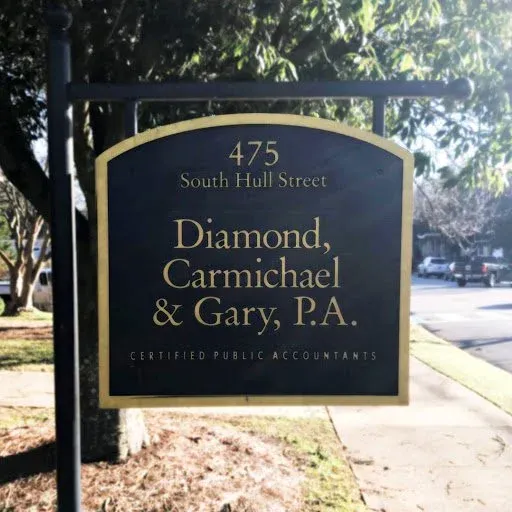 475
South Hull Street
Diamond,
Carmichael
& Gary, P.A.
CERTIFIED PUBLIC ACCOUNTANTS